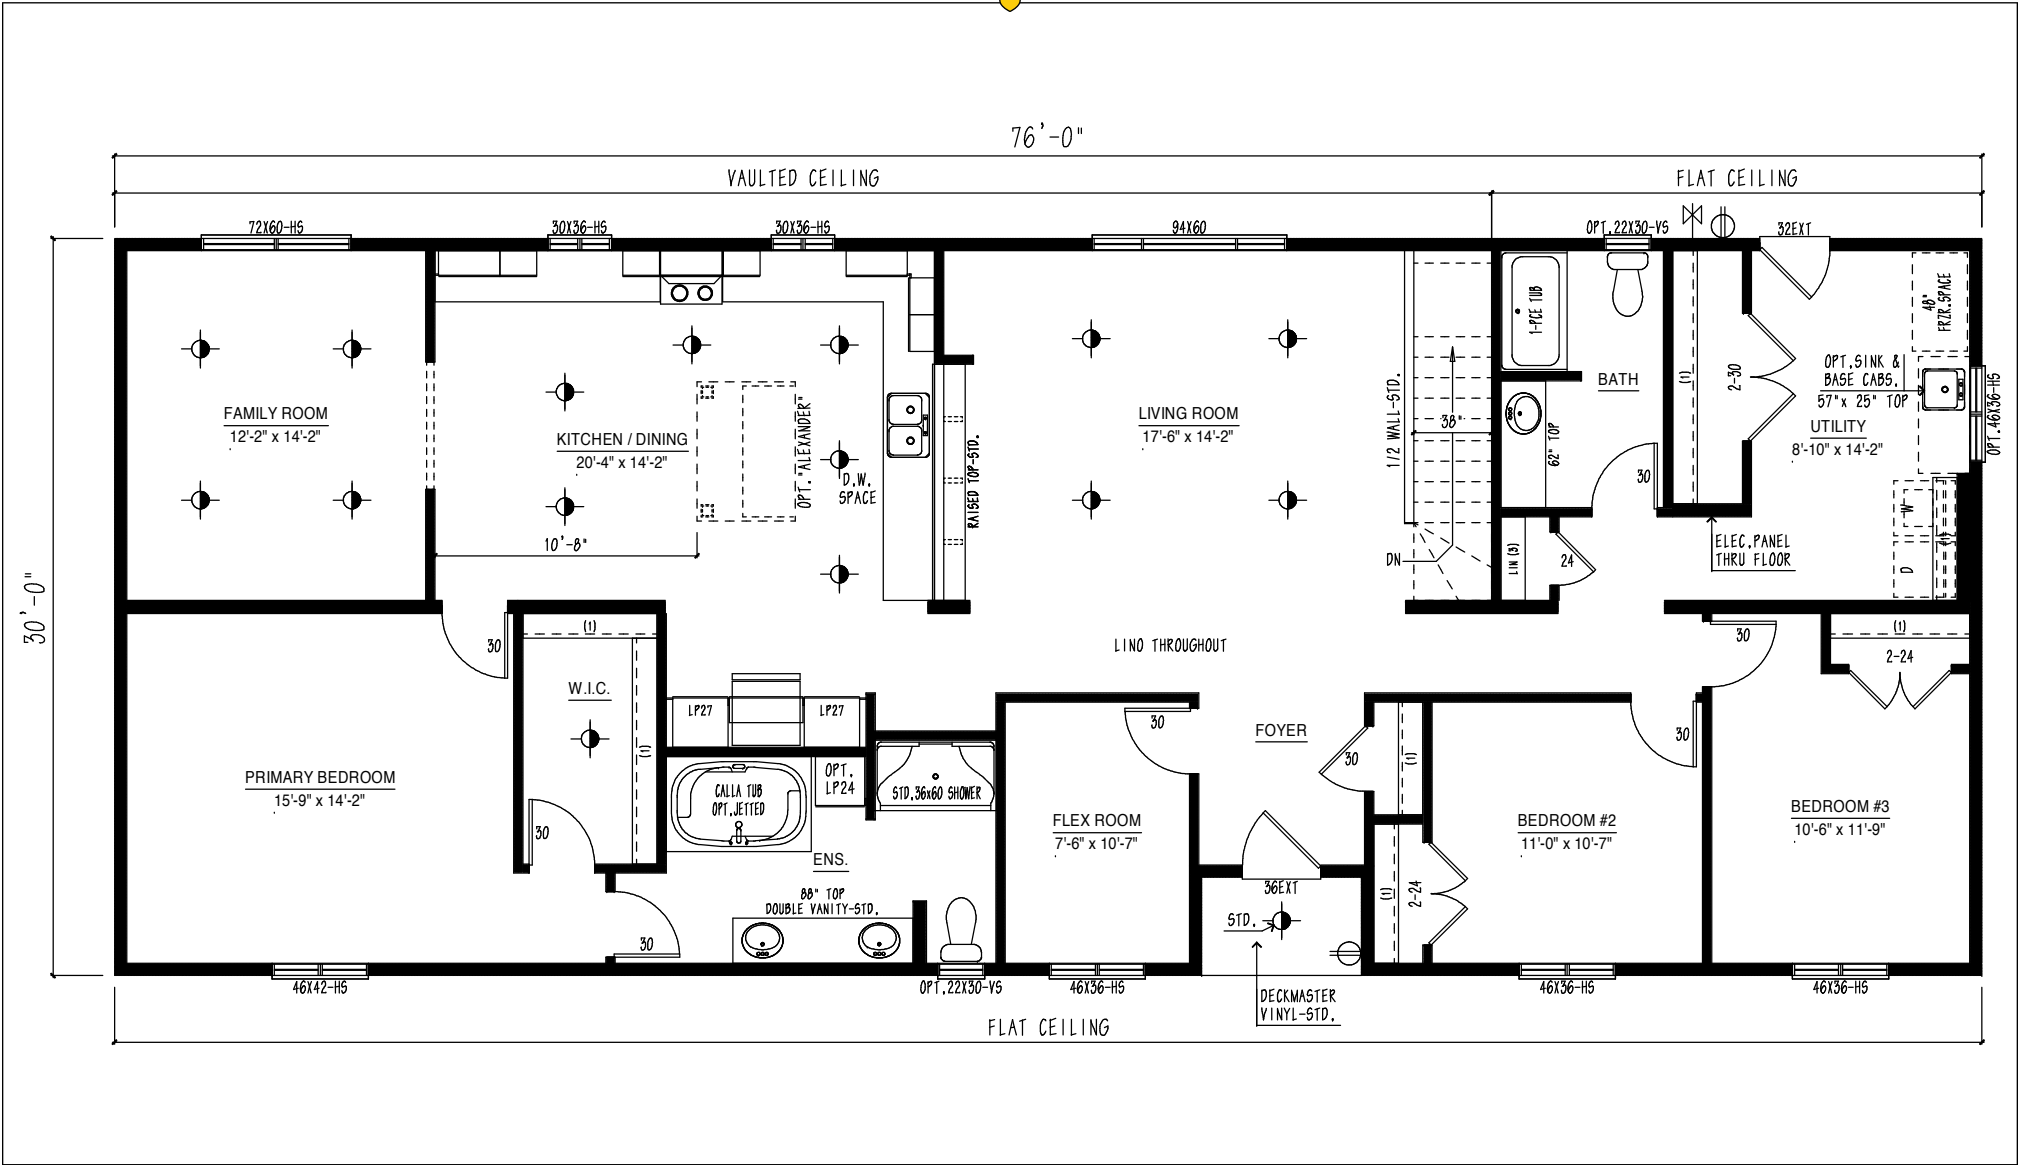 76'-0"
VAULTED CEILING
FLAT CEILING
72X60-HS
30X36-HS
30X36-HS
94X60
OPT.22X30-VS
32EXT
30'-0"
FAMILY ROOM
12'-2" x 14'-2"
KITCHEN / DINING
20'-4" x 14'-2"
10'-8"
OPT. "ALEXANDER"
D.W.
SPACE
RAISED TOP-STD.
LIVING ROOM
17'-6" x 14'-2"
1/2 WALL-STD.
38"
DN
1-PCE TUB
BATH
62" TOP
30
LIN (3)
24
(1)
2-30
48"
FRZR.SPACE
OPT.SINK &
BASE CABS.
57"x 25" TOP
UTILITY
8'-10" x 14'-2"
OPT.46X36-HS
W
D
(1)
ELEC.PANEL
THRU FLOOR
LINO THROUGHOUT
30
(1)
W.I.C.
(1)
30
PRIMARY BEDROOM
15'-9" x 14'-2"
LP27
LP27
CALLA TUB
OPT.JETTED
OPT.
LP24
STD.36x60 SHOWER
ENS.
88" TOP
DOUBLE VANITY-STD.
30
30
FLEX ROOM
7'-6" x 10'-7"
FOYER
30
(1)
36EXT
STD.
(1)
2-24
30
BEDROOM #2
11'-0" x 10'-7"
30
(1)
2-24
BEDROOM #3
10'-6" x 11'-9"
46X42-HS
OPT.22X30-VS
46X36-HS
DECKMASTER
VINYL-STD.
46X36-HS
46X36-HS
FLAT CEILING